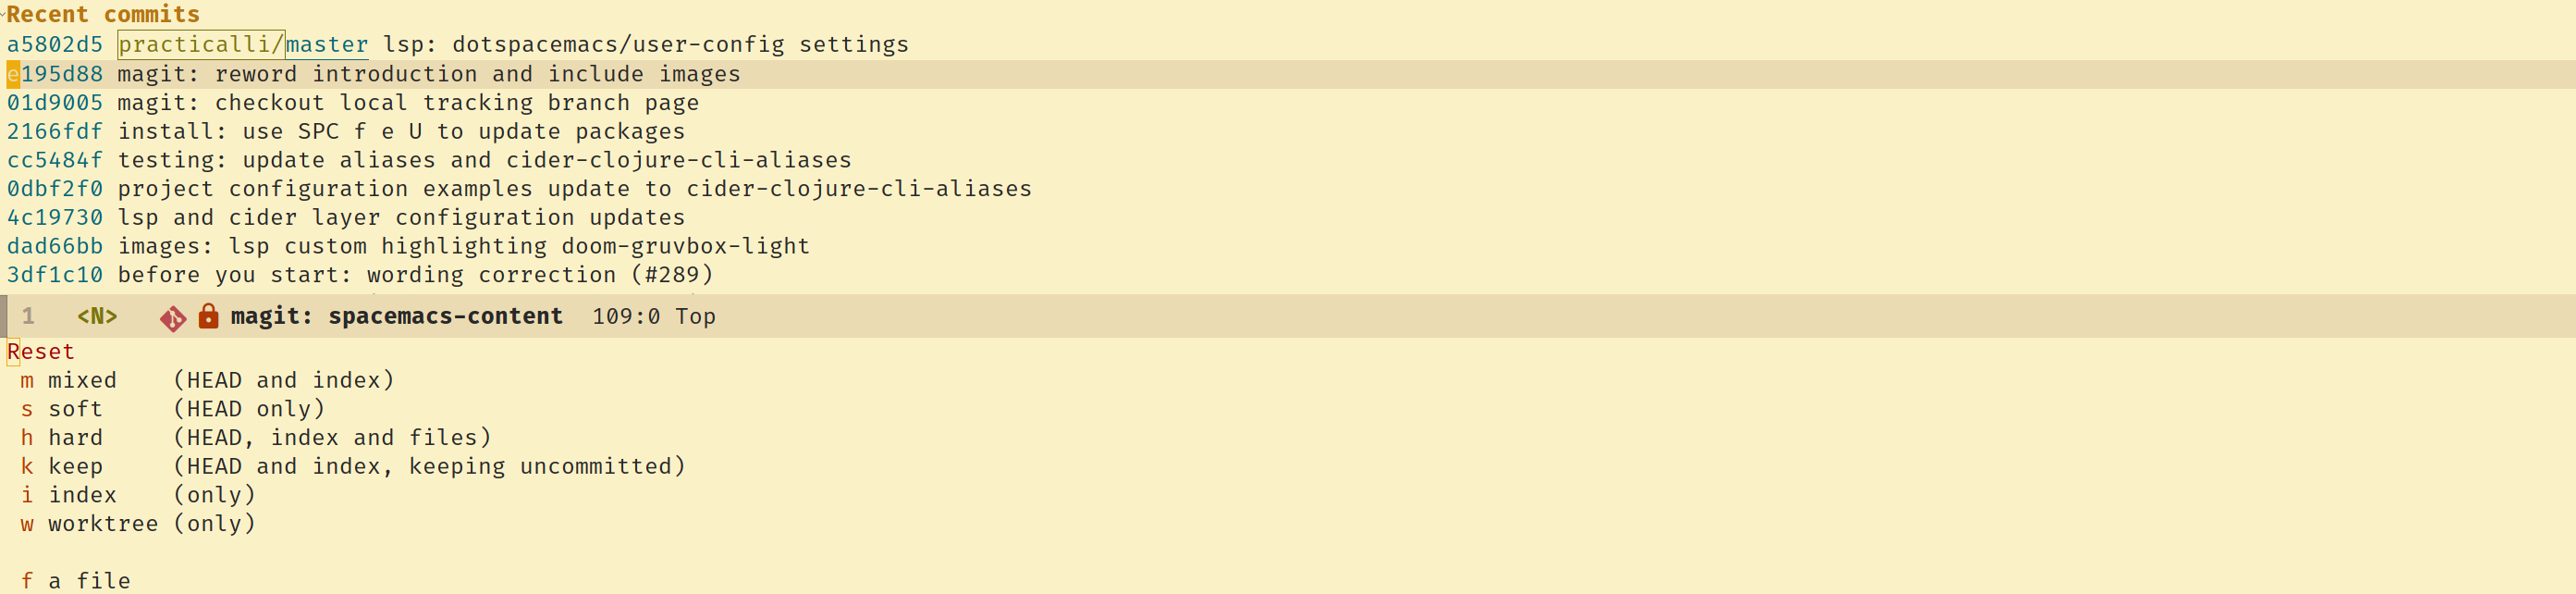 Recent commits
a5802d5 practicalli/master lsp: dotspacemacs/user-config settings
e195d88 magit: reword introduction and include images
01d9005 magit: checkout local tracking branch page
2166fdf install: use SPC f e U to update packages
cc5484f testing: update aliases and cider-clojure-cli-aliases
0dbf2f0 project configuration examples update to cider-clojure-cli-aliases
4c19730 lsp and cider layer configuration updates
dad66bb images: lsp custom highlighting doom-gruvbox-light
3df1c10 before you start: wording correction (#289)
1 <N> magit: spacemacs-content 109:0 Top
Reset
m mixed (HEAD and index)
s soft (HEAD only)
h hard (HEAD, index and files)
k keep (HEAD and index, keeping uncommitted)
i index (only)
w worktree (only)
f a file